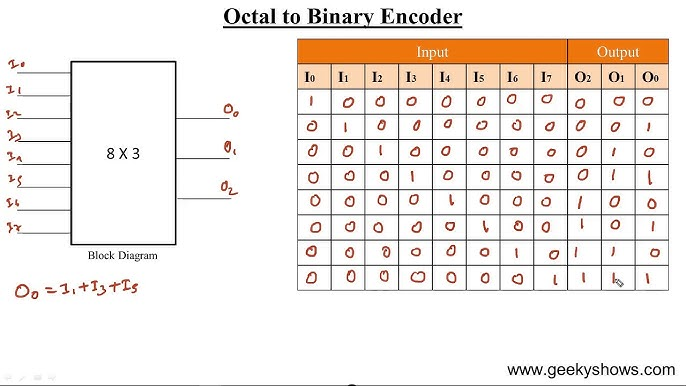 Octal to Binary Encoder
I0
I1
I2
I3
I4
I5
I6
I7
8 X 3
O0
O1
O2
Block Diagram
O0 = I1 + I3 + I5
Input Output
I0 I1 I2 I3 I4 I5 I6 I7 O2 O1 O0
1 0 0 0 0 0 0 0 0 0 0
0 1 0 0 0 0 0 0 0 0 1
0 0 1 0 0 0 0 0 0 1 0
0 0 0 1 0 0 0 0 0 1 1
0 0 0 0 1 0 0 0 1 0 0
0 0 0 0 0 1 0 0 1 0 1
0 0 0 0 0 0 1 0 1 1 0
0 0 0 0 0 0 0 1 1 1 1
www.geekyshows.com